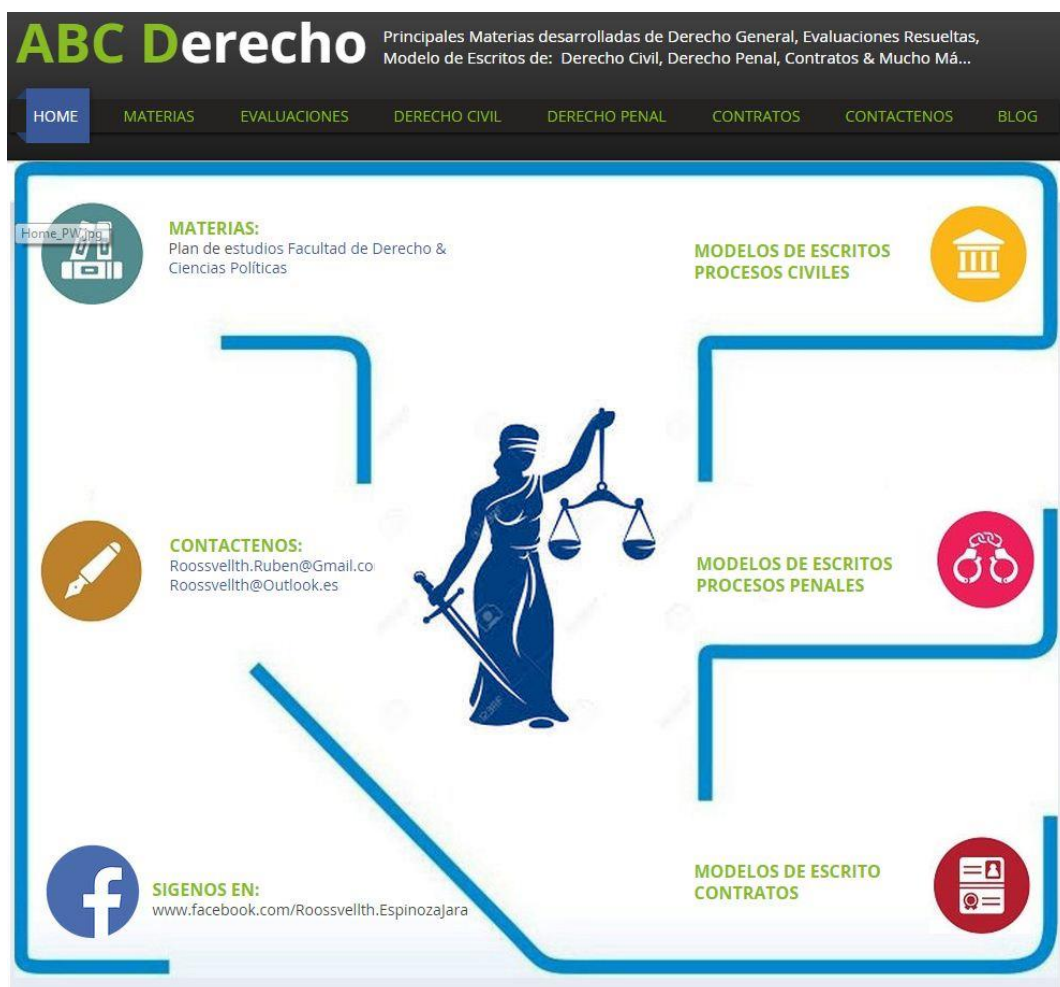 ABC Derecho
Principales Materias desarrolladas de Derecho General, Evaluaciones Resueltas,
Modelo de Escritos de: Derecho Civil, Derecho Penal, Contratos & Mucho Má...
HOME MATERIAS EVALUACIONES DERECHO CIVIL DERECHO PENAL CONTRATOS CONTACTENOS BLOG
Home_PW.jpg
MATERIAS:
Plan de estudios Facultad de Derecho &
Ciencias Políticas
MODELOS DE ESCRITOS
PROCESOS CIVILES
CONTACTENOS:
Roossvellth.Ruben@Gmail.co
Roossvellth@Outlook.es
MODELOS DE ESCRITOS
PROCESOS PENALES
SIGENOS EN:
www.facebook.com/Roossvellth.EspinozaJara
MODELOS DE ESCRITO
CONTRATOS